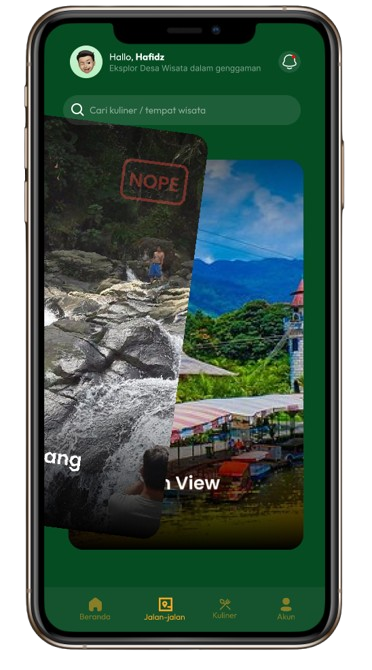 Hallo, Hafidz
Eksplor Desa Wisata dalam genggaman
Cari kuliner / tempat wisata
NOPE
ang
View
Beranda
Jalan-jalan
Kuliner
Akun